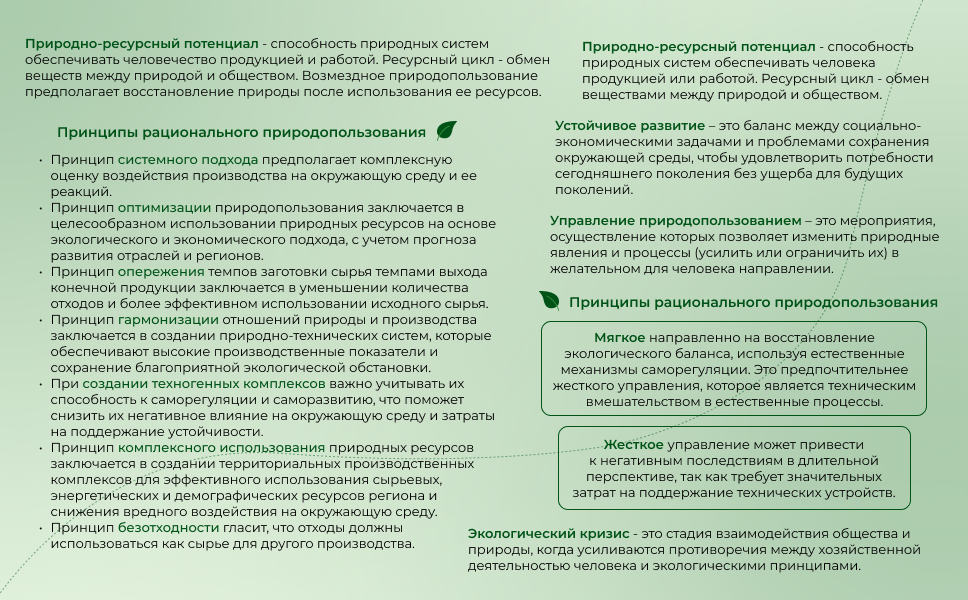 Природно-ресурсный потенциал - способность природных систем
обеспечивать человечество продукцией и работой. Ресурсный цикл - обмен
веществ между природой и обществом. Возмездное природопользование
предполагает восстановление природы после использования ее ресурсов.
Принципы рационального природопользования
• Принцип системного подхода предполагает комплексную
оценку воздействия производства на окружающую среду и ее
реакций.
• Принцип оптимизации природопользования заключается в
целесообразном использовании природных ресурсов на основе
экологического и экономического подхода, с учетом прогноза
развития отраслей и регионов.
• Принцип опережения темпов заготовки сырья темпами выхода
конечной продукции заключается в уменьшении количества
отходов и более эффективном использовании исходного сырья.
• Принцип гармонизации отношений природы и производства
заключается в создании природно-технических систем, которые
обеспечивают высокие производственные показатели и
сохранение благоприятной экологической обстановки.
• При создании техногенных комплексов важно учитывать их
способность к саморегуляции и саморазвитию, что поможет
снизить их негативное влияние на окружающую среду и затраты
на поддержание устойчивости.
• Принцип комплексного использования природных ресурсов
заключается в создании территориальных производственных
комплексов для эффективного использования сырьевых,
энергетических и демографических ресурсов региона и
снижения вредного воздействия на окружающую среду.
• Принцип безотходности гласит, что отходы должны
использоваться как сырье для другого производства.
Природно-ресурсный потенциал - способность
природных систем обеспечивать человека
продукцией или работой. Ресурсный цикл - обмен
веществами между природой и обществом.
Устойчивое развитие – это баланс между социально-
экономическими задачами и проблемами сохранения
окружающей среды, чтобы удовлетворить потребности
сегодняшнего поколения без ущерба для будущих
поколений.
Управление природопользованием – это мероприятия,
осуществление которых позволяет изменить природные
явления и процессы (усилить или ограничить их) в
желательном для человека направлении.
Принципы рационального природопользования
Мягкое направленно на восстановление
экологического баланса, используя естественные
механизмы саморегуляции. Это предпочтительнее
жесткого управления, которое является техническим
вмешательством в естественные процессы.
Жесткое управление может привести
к негативным последствиям в длительной
перспективе, так как требует значительных
затрат на поддержание технических устройств.
Экологический кризис - это стадия взаимодействия общества и
природы, когда усиливаются противоречия между хозяйственной
деятельностью человека и экологическими принципами.